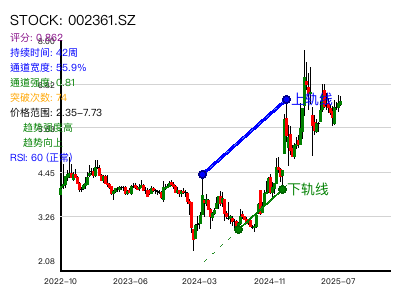 STOCK: 002361.SZ
评分: 0.862
持续时间: 42周
通道宽度: 55.9%
通道强度: 0.81
突破次数: 74
价格范围: 2.35-7.73
趋势强度高
趋势向上
RSI: 60 (正常)
上轨线
下轨线
4.45
3.26
2.08
2022-10
2023-06
2024-03
2024-11
2025-07